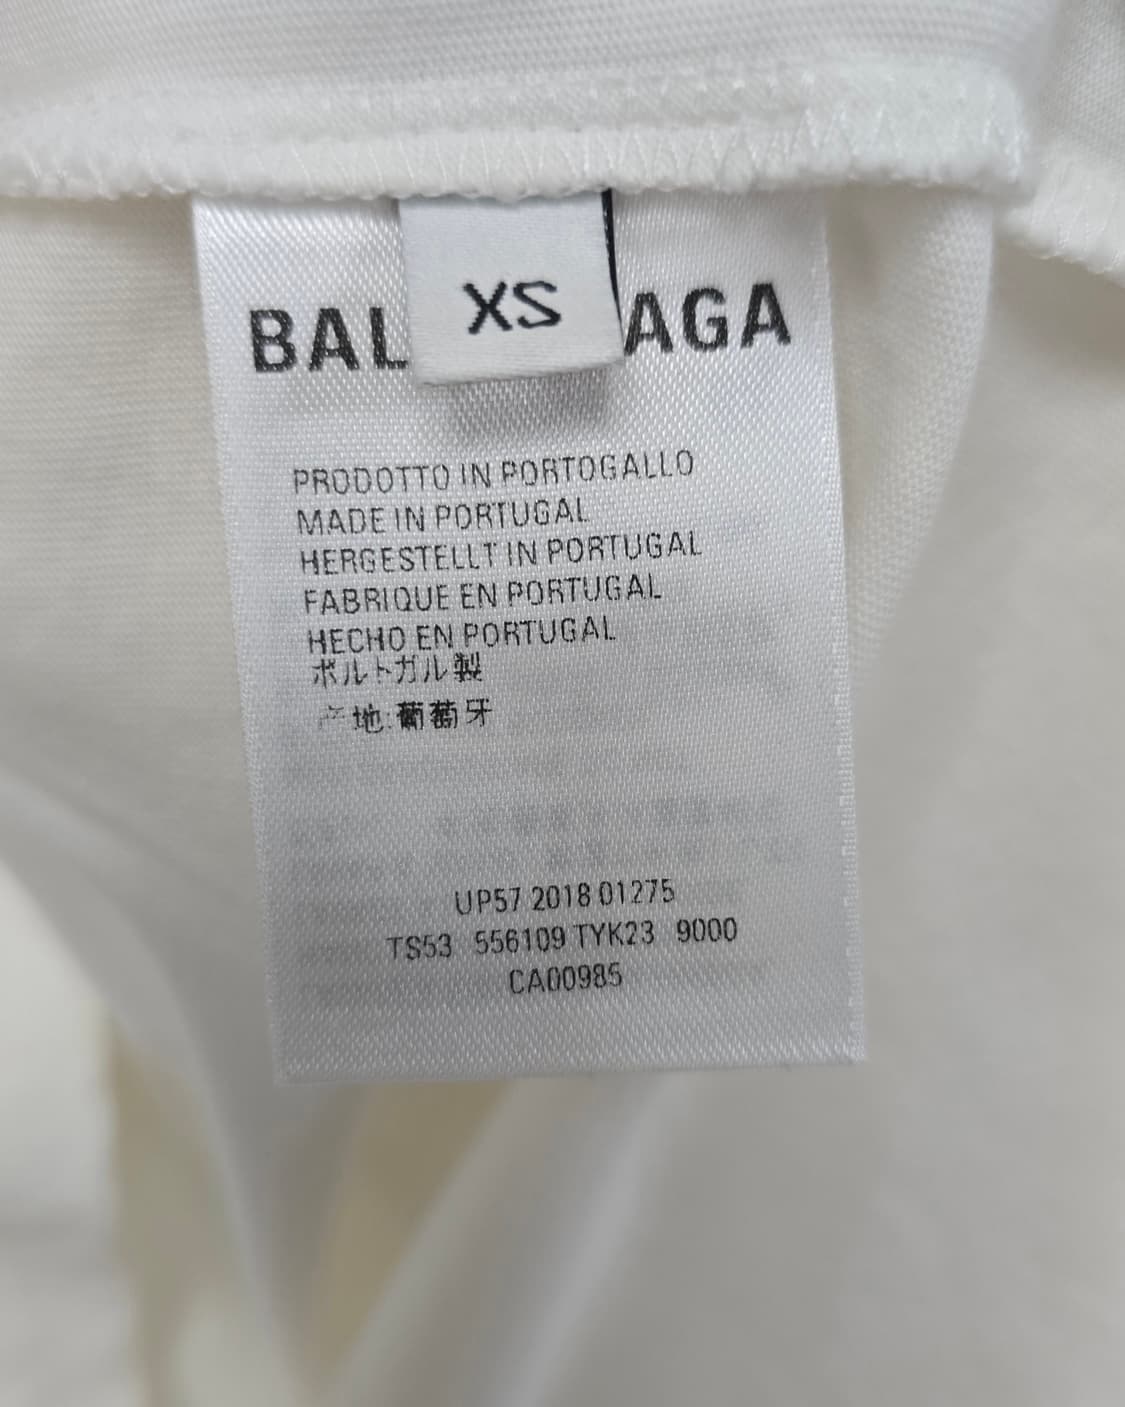 XS
BAL AGA
PRODOTTO IN PORTOGALLO
MADE IN PORTUGAL
HERGESTELLT IN PORTUGAL
FABRIQUE EN PORTUGAL
HECHO EN PORTUGAL
ポルトガル製
产地:葡萄牙
UP57 2018 01275
TS53 556109 TYK23 9000
CA00985